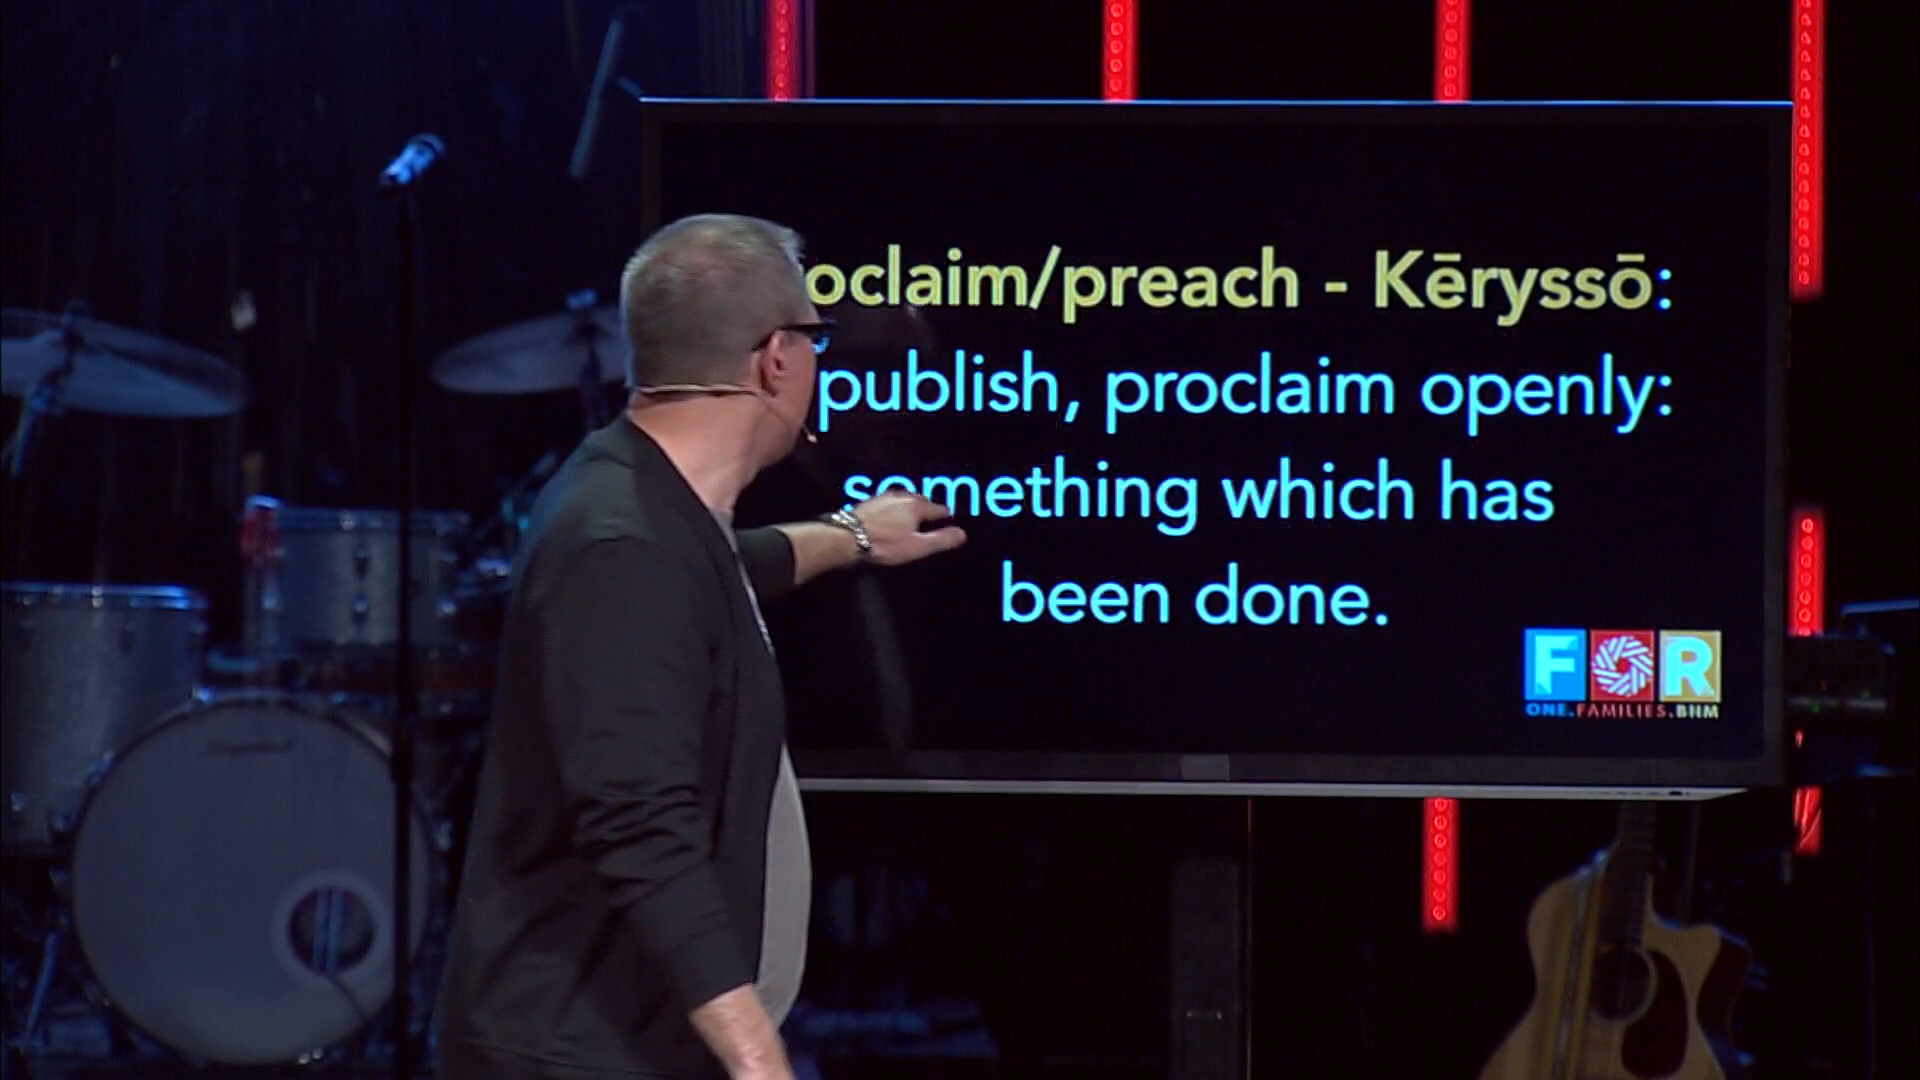 oclaim/preach - Kēryssō:
publish, proclaim openly:
something which has
been done.
FOR
ONE.FAMILIES.BHM